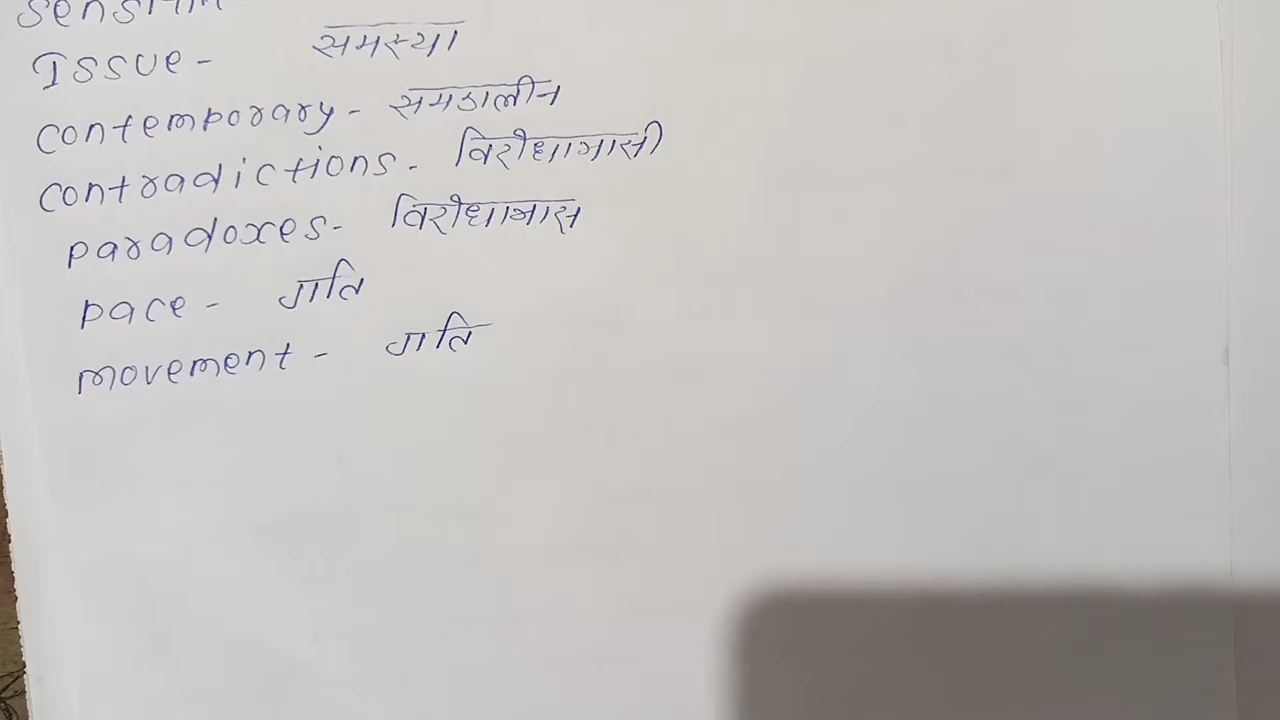 Issue - समस्या
contemporary - समकालीन
contradictions - विरोधाभासी
paradoxes - विरोधाभास
pace - गति
movement - गति